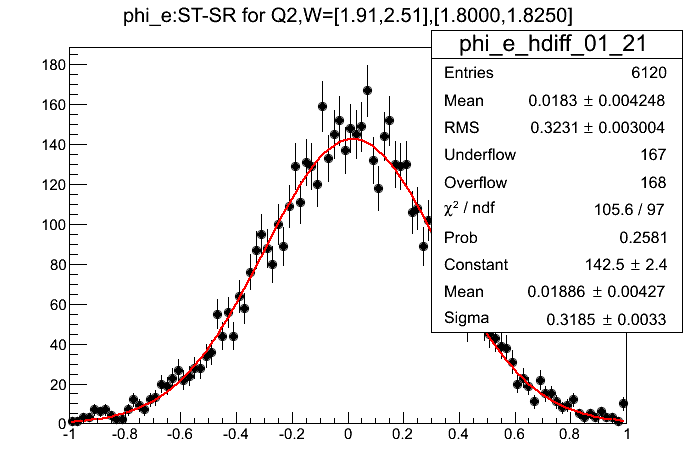 phi_e:ST-SR for Q2,W=[1.91,2.51],[1.8000,1.8250]
phi_e_hdiff_01_21
Entries 6120
Mean 0.0183 ± 0.004248
RMS 0.3231 ± 0.003004
Underflow 167
Overflow 168
χ² / ndf 105.6 / 97
Prob 0.2581
Constant 142.5 ± 2.4
Mean 0.01886 ± 0.00427
Sigma 0.3185 ± 0.0033
180
160
140
120
100
80
60
40
20
0
-1 -0.8 -0.6 -0.4 -0.2 0 0.2 0.4 0.6 0.8 1